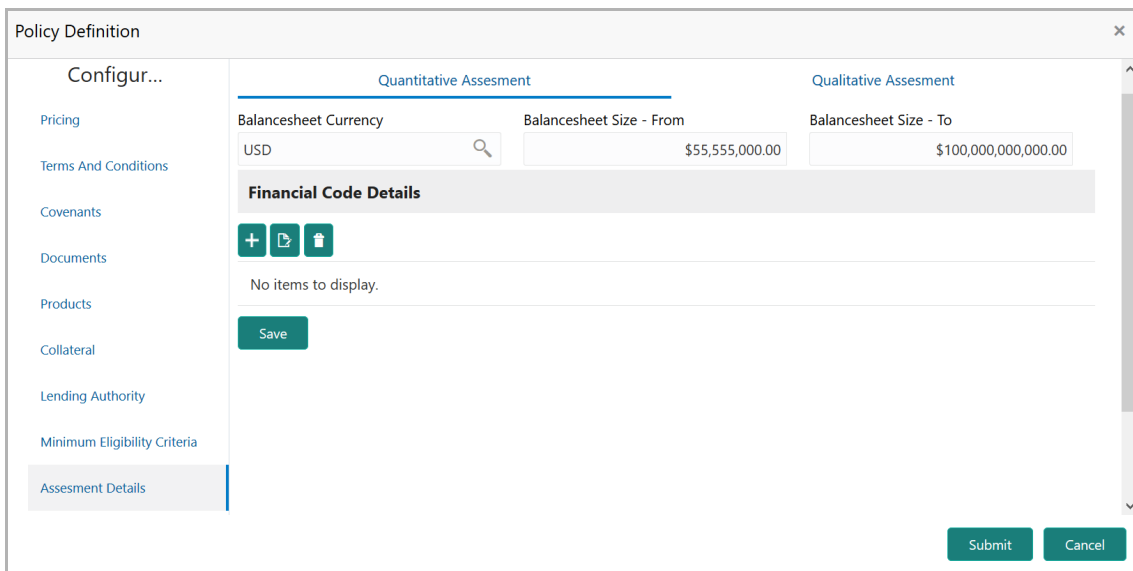 Policy Definition
×
Configur...
Pricing
Terms And Conditions
Covenants
Documents
Products
Collateral
Lending Authority
Minimum Eligibility Criteria
Assesment Details
Quantitative Assesment
Qualitative Assesment
Balancesheet Currency
USD
Balancesheet Size - From
$55,555,000.00
Balancesheet Size - To
$100,000,000,000.00
Financial Code Details
No items to display.
Save
Submit
Cancel